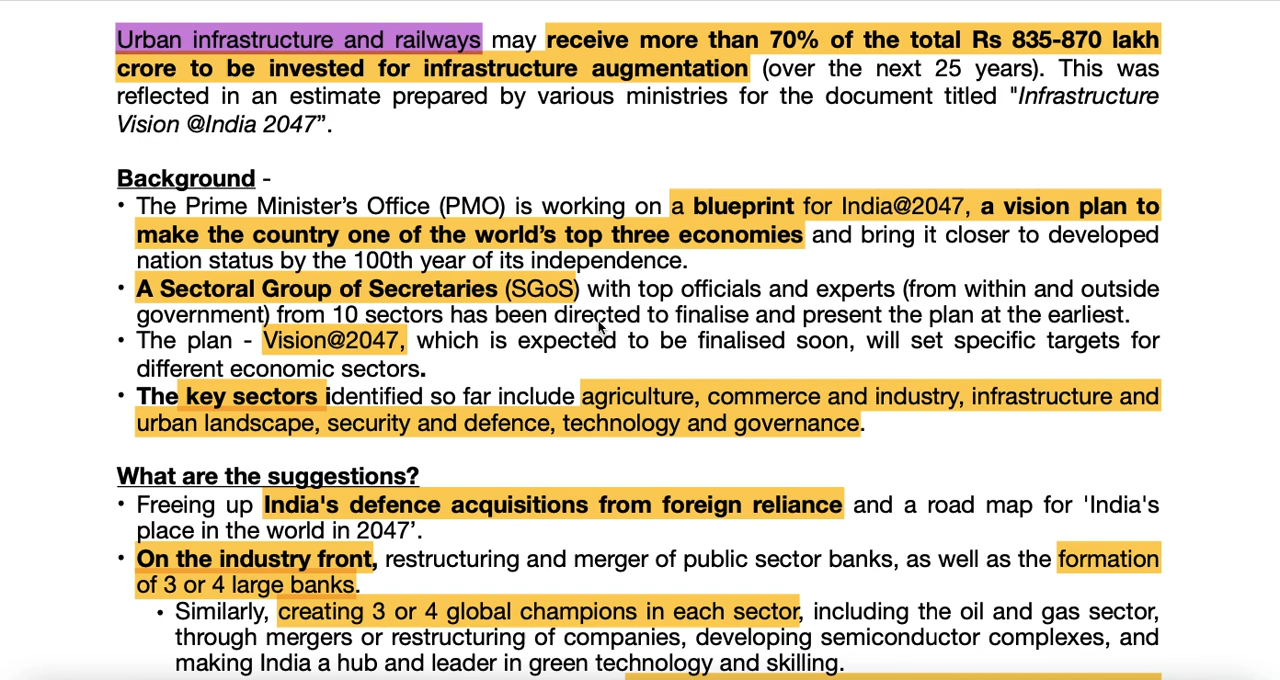 Urban infrastructure and railways may receive more than 70% of the total Rs 835-870 lakh
crore to be invested for infrastructure augmentation (over the next 25 years). This was
reflected in an estimate prepared by various ministries for the document titled "Infrastructure
Vision @India 2047”.
Background -
• The Prime Minister’s Office (PMO) is working on a blueprint for India@2047, a vision plan to
make the country one of the world’s top three economies and bring it closer to developed
nation status by the 100th year of its independence.
• A Sectoral Group of Secretaries (SGoS) with top officials and experts (from within and outside
government) from 10 sectors has been directed to finalise and present the plan at the earliest.
• The plan - Vision@2047, which is expected to be finalised soon, will set specific targets for
different economic sectors.
• The key sectors identified so far include agriculture, commerce and industry, infrastructure and
urban landscape, security and defence, technology and governance.
What are the suggestions?
• Freeing up India's defence acquisitions from foreign reliance and a road map for 'India's
place in the world in 2047’.
• On the industry front, restructuring and merger of public sector banks, as well as the formation
of 3 or 4 large banks.
• Similarly, creating 3 or 4 global champions in each sector, including the oil and gas sector,
through mergers or restructuring of companies, developing semiconductor complexes, and
making India a hub and leader in green technology and skilling.